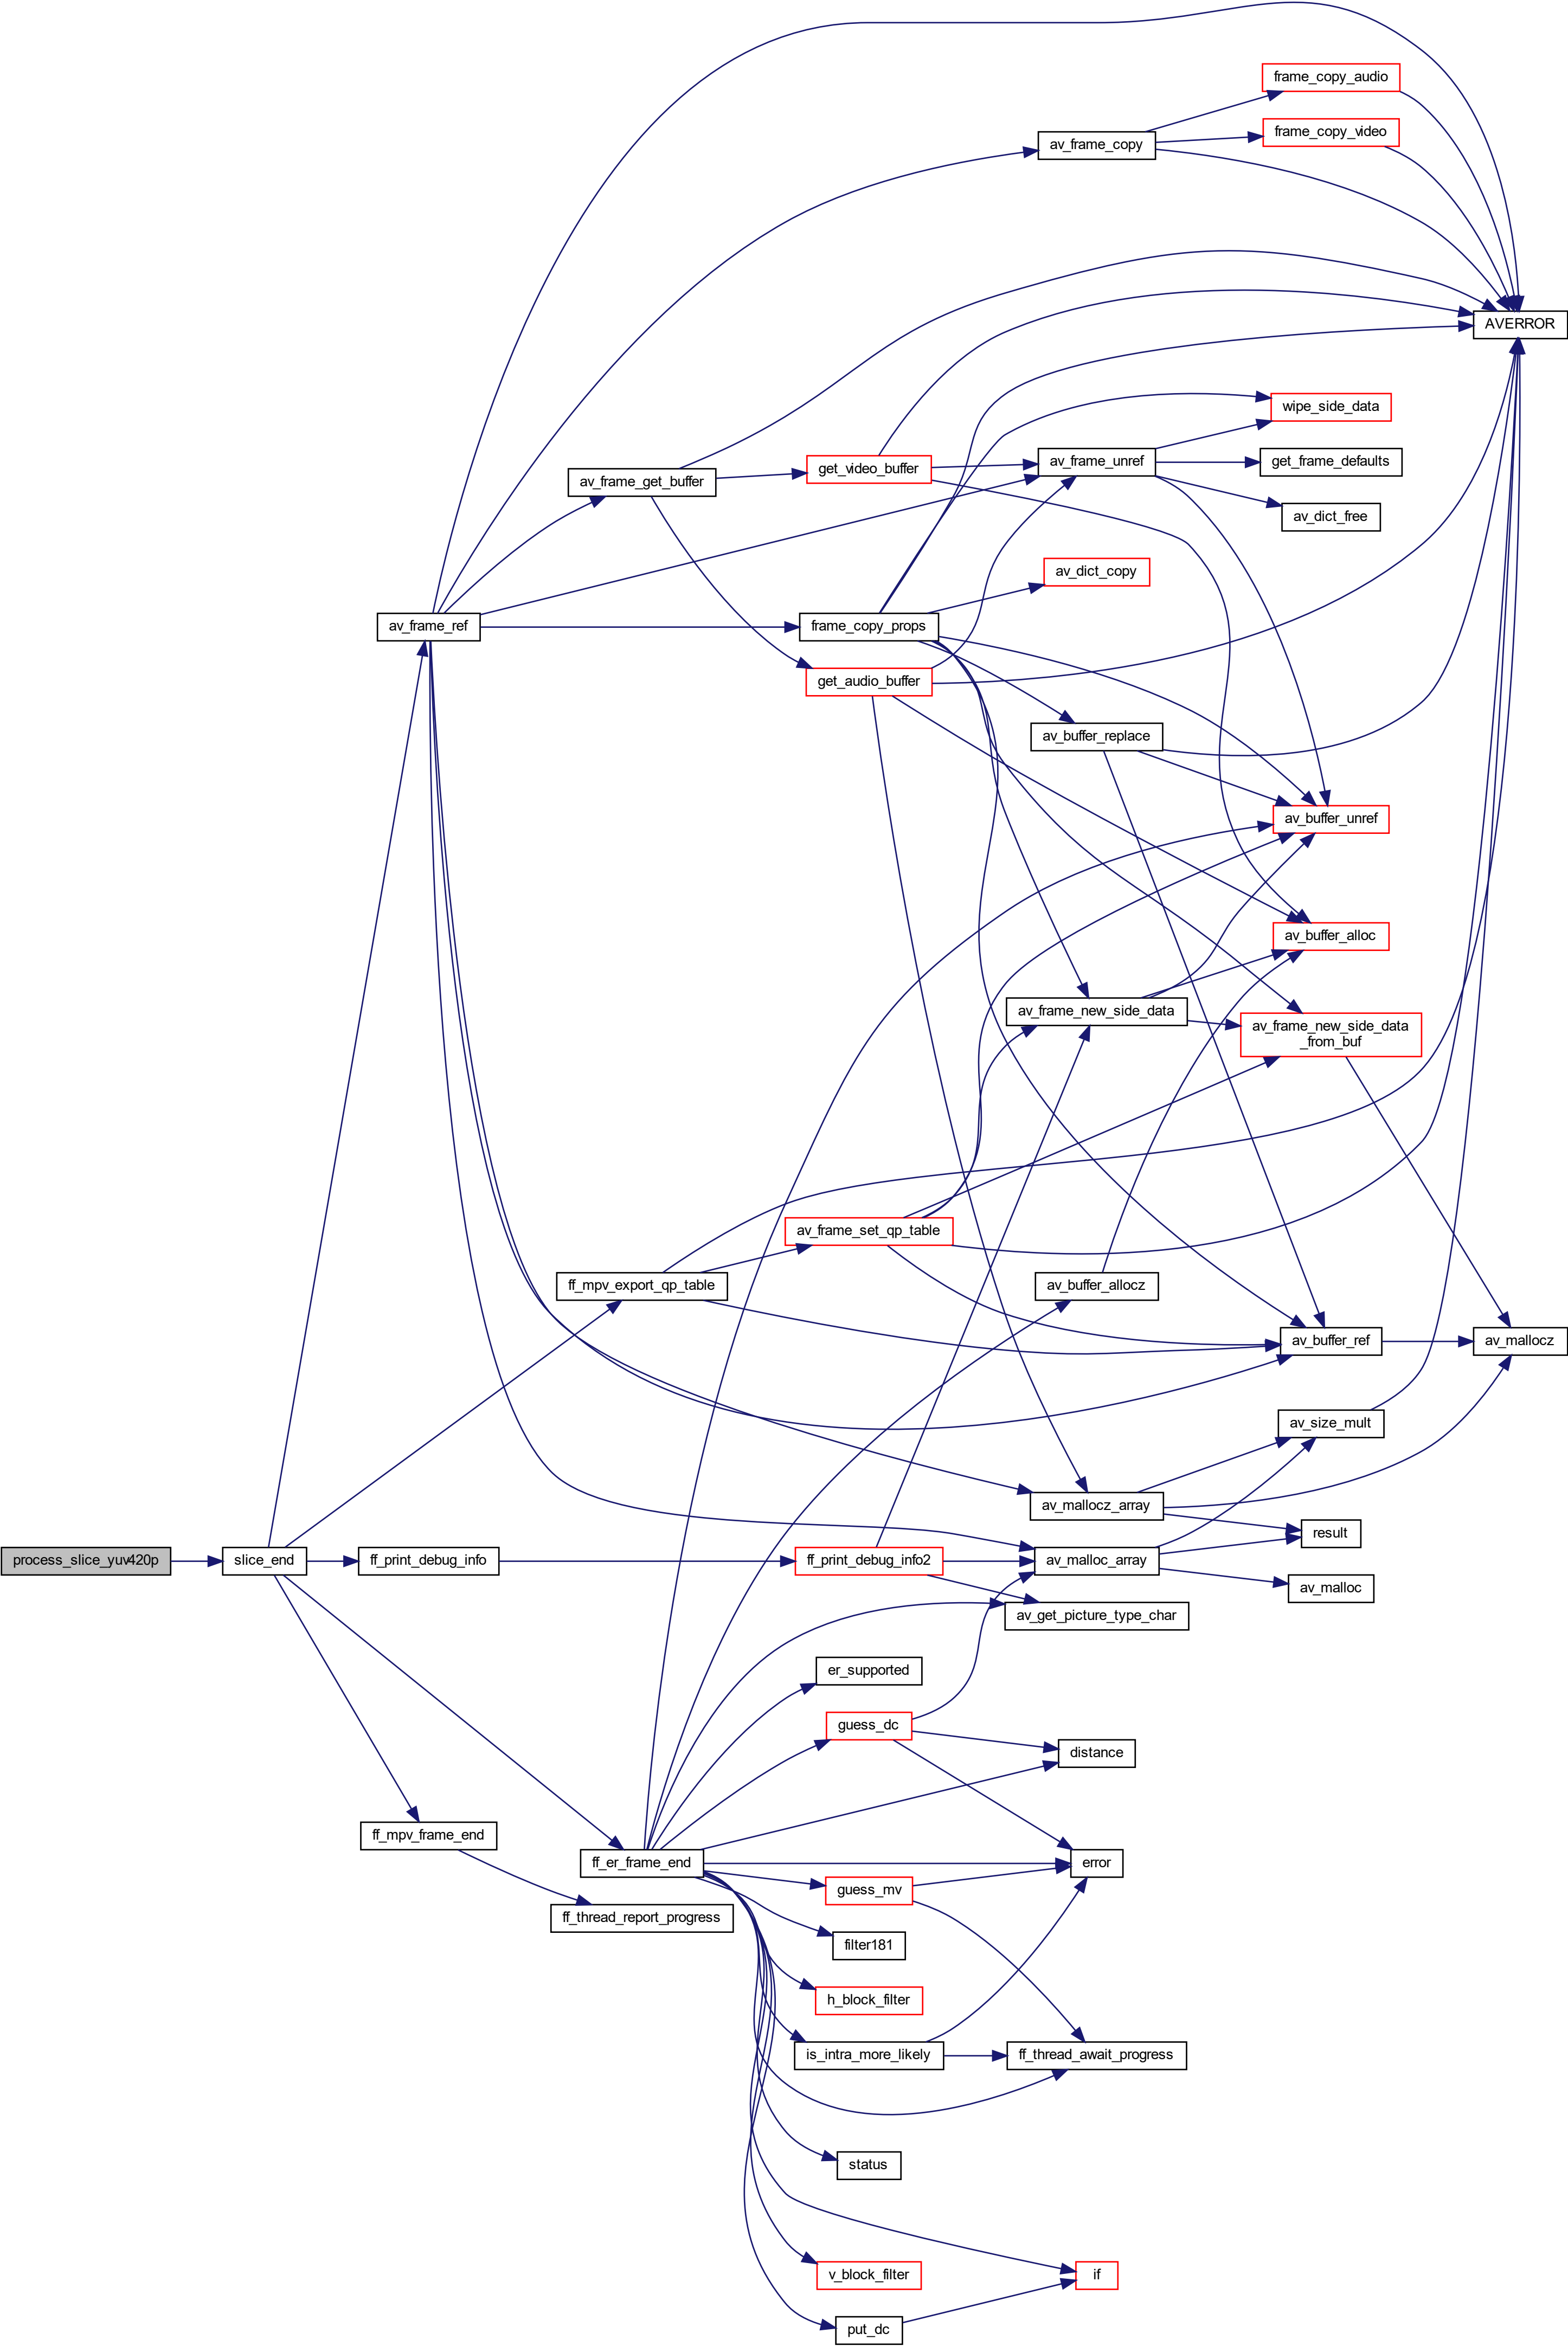 frame_copy_audio
frame_copy_video
av_frame_copy
AVERROR
wipe_side_data
av_frame_unref
get_frame_defaults
get_video_buffer
av_frame_get_buffer
av_dict_free
av_dict_copy
av_frame_ref
frame_copy_props
get_audio_buffer
av_buffer_replace
av_buffer_unref
av_buffer_alloc
av_frame_new_side_data
av_frame_new_side_data
_from_buf
av_frame_set_qp_table
ff_mpv_export_qp_table
av_buffer_allocz
av_buffer_ref
av_mallocz
av_size_mult
av_mallocz_array
result
process_slice_yuv420p
slice_end
ff_print_debug_info
ff_print_debug_info2
av_malloc_array
av_malloc
av_get_picture_type_char
er_supported
guess_dc
distance
ff_mpv_frame_end
ff_er_frame_end
error
guess_mv
ff_thread_report_progress
filter181
h_block_filter
is_intra_more_likely
ff_thread_await_progress
status
v_block_filter
if
put_dc